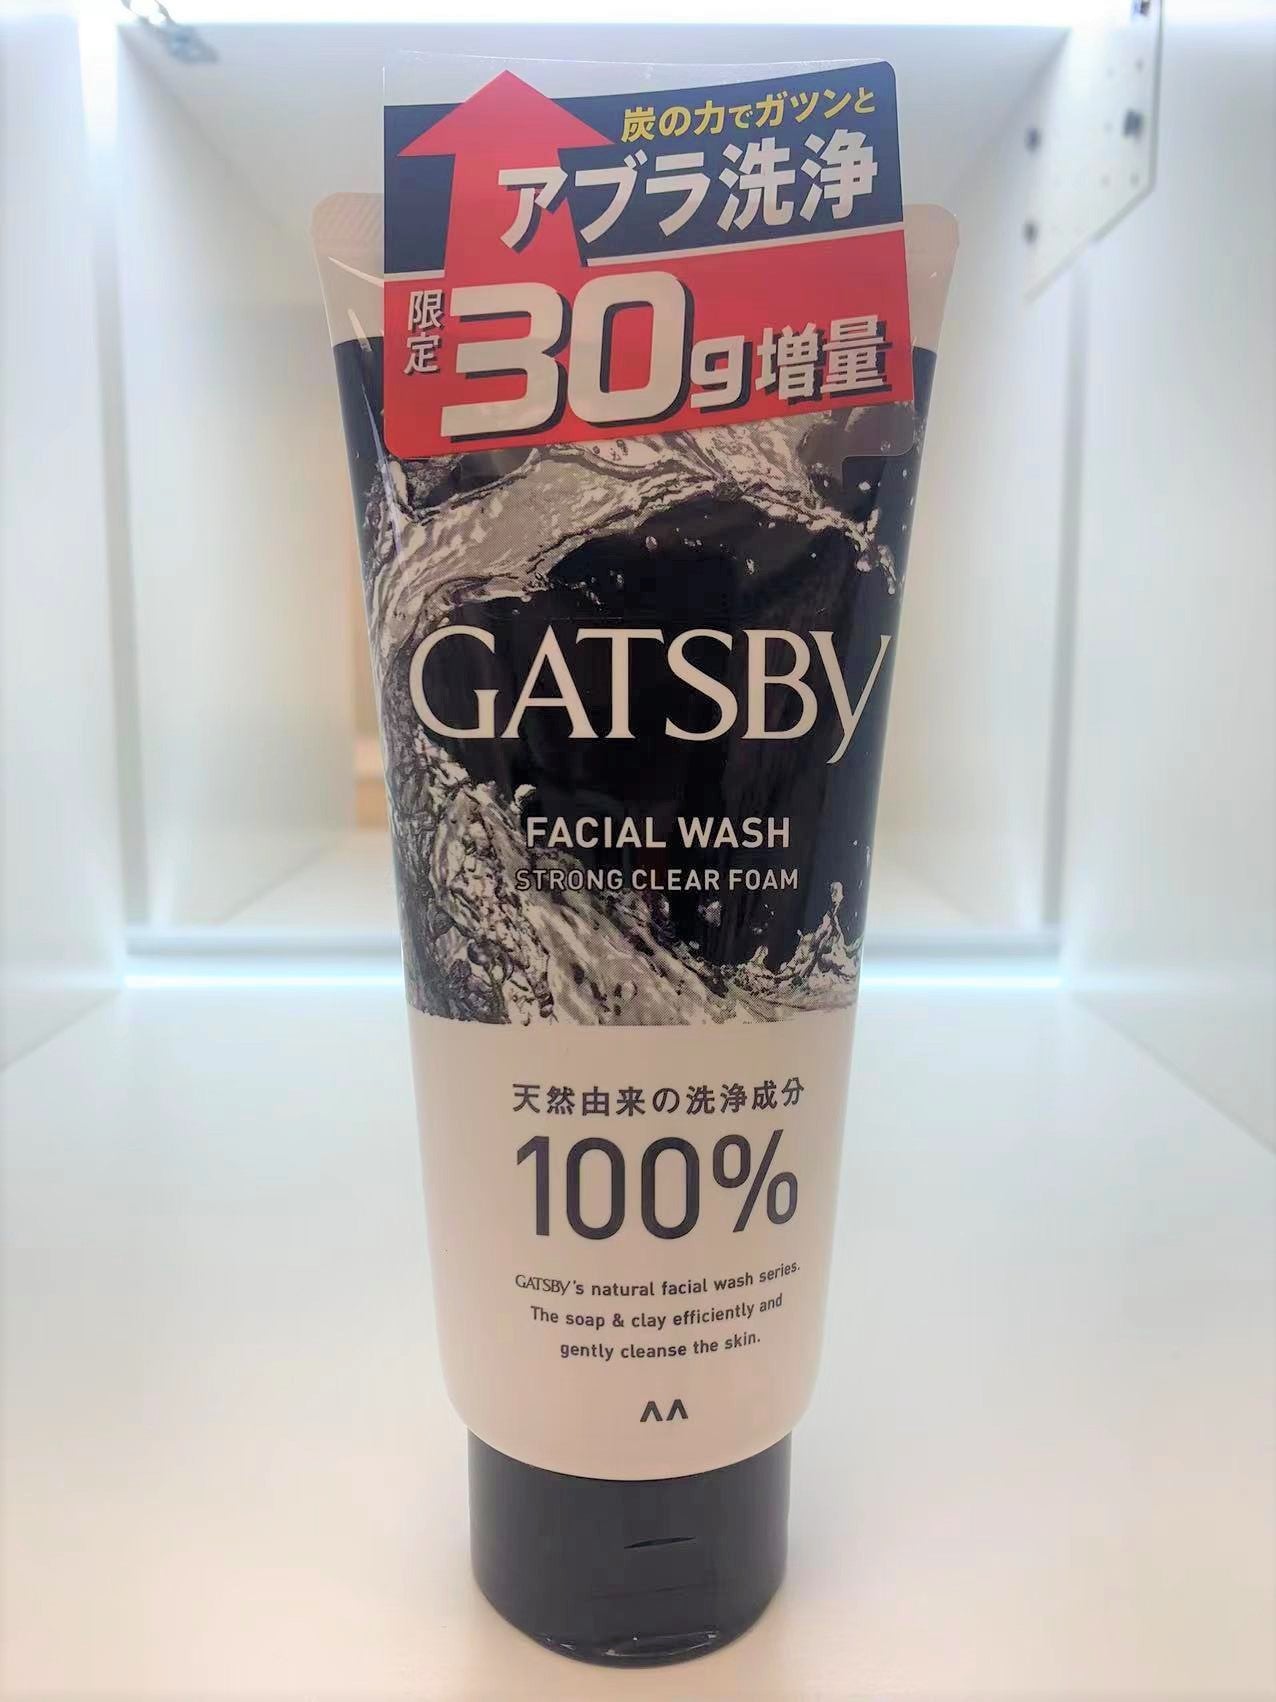 炭の力でガツンと
アブラ洗浄
限定
30g増量
GATSBY
FACIAL WASH
STRONG CLEAR FOAM
天然由来の洗浄成分
100%
GATSBY's natural facial wash series.
The soap & clay efficiently and
gently cleanse the skin.